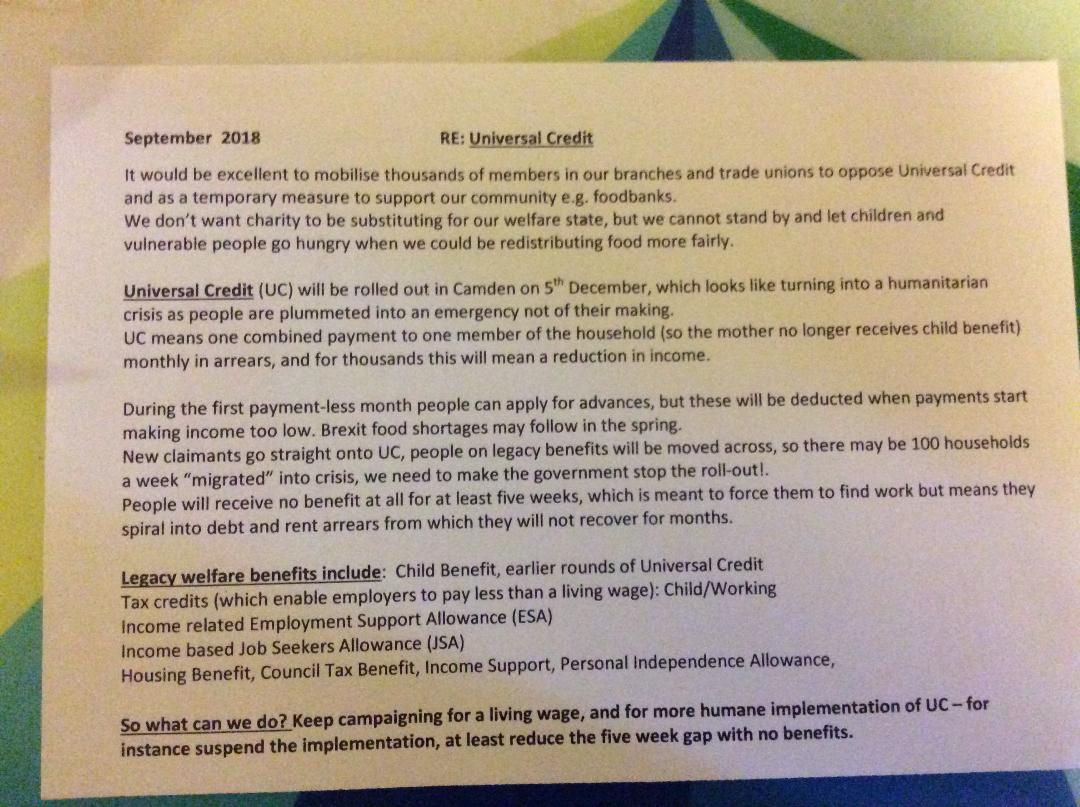 September 2018 RE: Universal Credit
It would be excellent to mobilise thousands of members in our branches and trade unions to oppose Universal Credit
and as a temporary measure to support our community e.g. foodbanks.
We don't want charity to be substituting for our welfare state, but we cannot stand by and let children and
vulnerable people go hungry when we could be redistributing food more fairly.
Universal Credit (UC) will be rolled out in Camden on 5th December, which looks like turning into a humanitarian
crisis as people are plummeted into an emergency not of their making.
UC means one combined payment to one member of the household (so the mother no longer receives child benefit)
monthly in arrears, and for thousands this will mean a reduction in income.
During the first payment-less month people can apply for advances, but these will be deducted when payments start
making income too low. Brexit food shortages may follow in the spring.
New claimants go straight onto UC, people on legacy benefits will be moved across, so there may be 100 households
a week "migrated" into crisis, we need to make the government stop the roll-out!.
People will receive no benefit at all for at least five weeks, which is meant to force them to find work but means they
spiral into debt and rent arrears from which they will not recover for months.
Legacy welfare benefits include: Child Benefit, earlier rounds of Universal Credit
Tax credits (which enable employers to pay less than a living wage): Child/Working
Income related Employment Support Allowance (ESA)
Income based Job Seekers Allowance (JSA)
Housing Benefit, Council Tax Benefit, Income Support, Personal Independence Allowance,
So what can we do? Keep campaigning for a living wage, and for more humane implementation of UC – for
instance suspend the implementation, at least reduce the five week gap with no benefits.